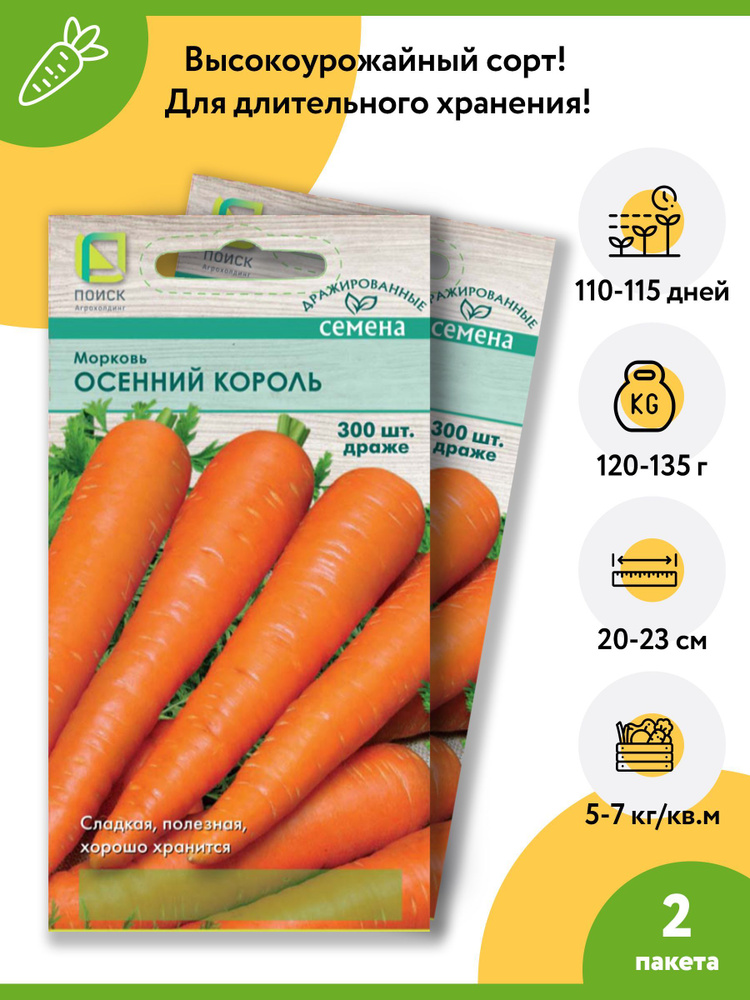 Высокоурожайный сорт!
Для длительного хранения!
ПОИСК
Агрохолдинг
ПОИСК
Агрохолдинг
ДРАЖИРОВАННЫЕ
семена
РАЖИРОВАННЫЕ
семена
Морковь
ОСЕННИЙ КОРОЛЬ
300 шт.
драже
300 шт.
драже
Сладкая, полезная,
хорошо хранится
110-115 дней
KG
120-135 г
20-23 см
5-7 кг/кв.м
2
пакета